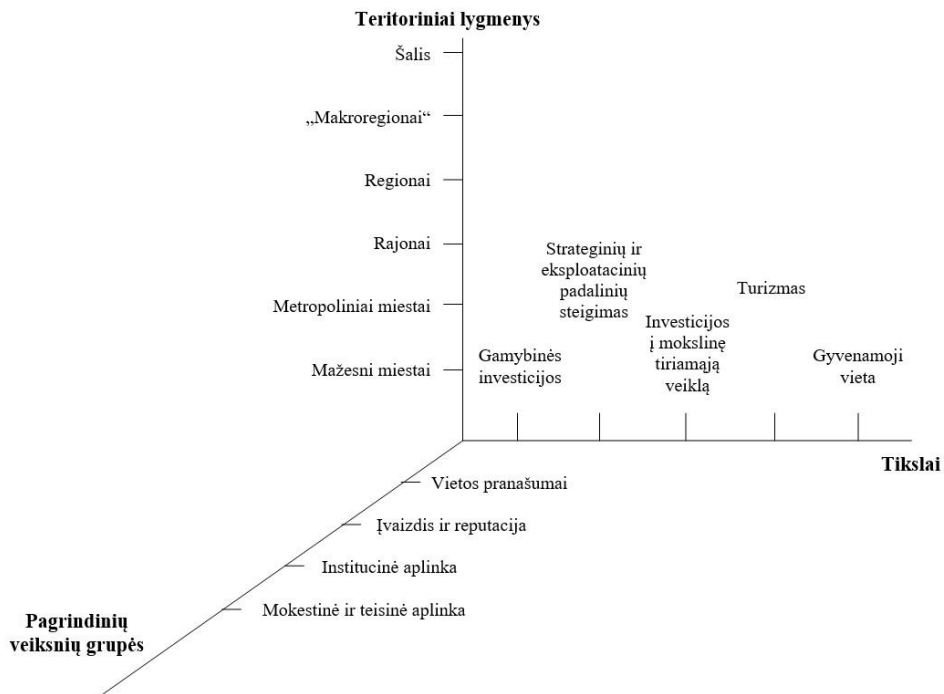 Teritoriniai lygmenys
Šalis
„Makroregionai“
Regionai
Rajonai
Metropoliniai miestai
Mažesni miestai
Gamybinės
investicijos
Strateginių ir
eksploatacinių
padalinių
steigimas
Investicijos
į mokslinę
tiriamąją
veiklą
Turizmas
Gyvenamoji
vieta
Tikslai
Vietos pranašumai
Įvaizdis ir reputacija
Institucinė aplinka
Mokestinė ir teisinė aplinka
Pagrindinių
veiksnių grupės